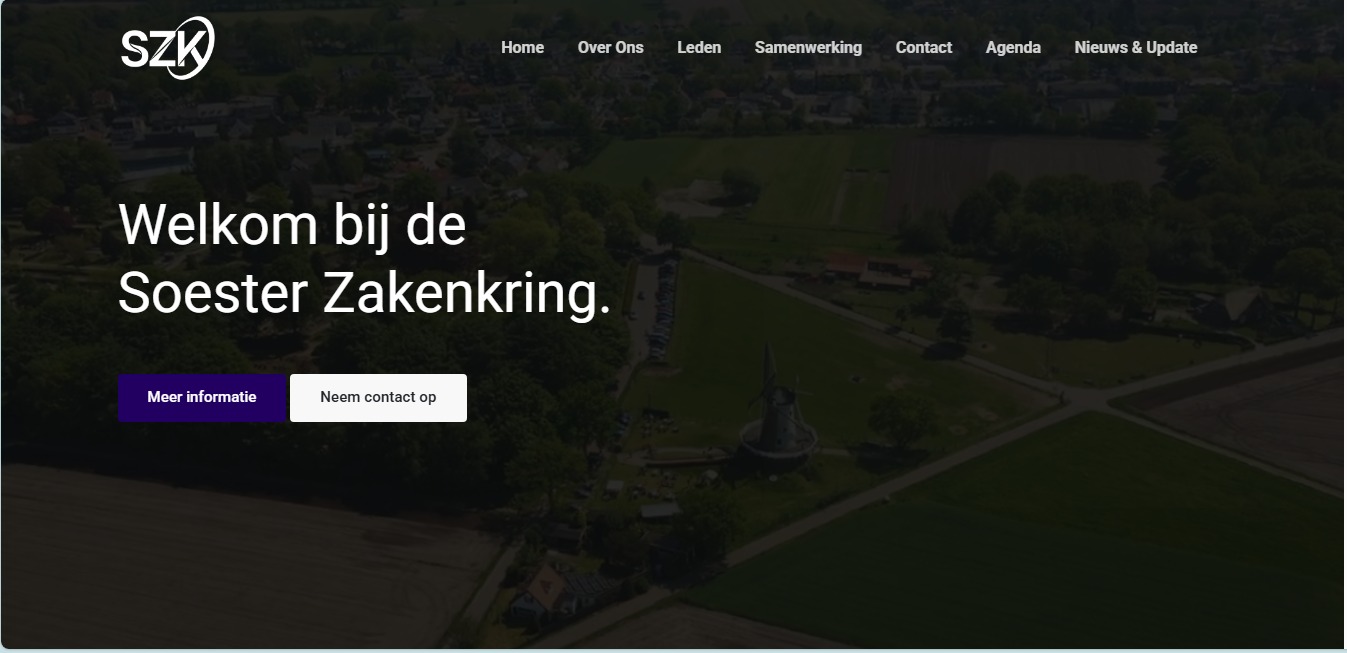 SZK
Home Over Ons Leden Samenwerking Contact Agenda Nieuws & Update
Welkom bij de
Soester Zakenkring.
Meer informatie Neem contact op